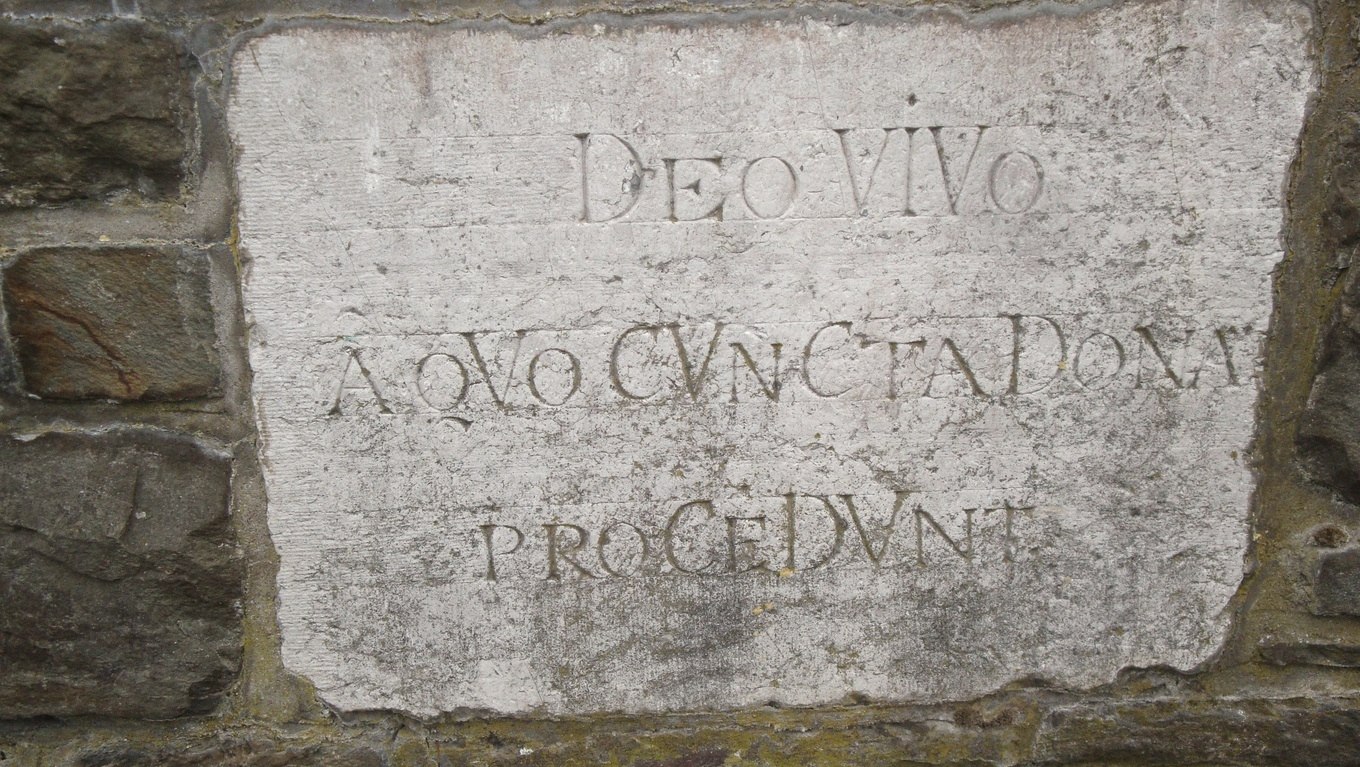 DEO VIVO
A QVO CVNCTA DONA
PROCEDVNT